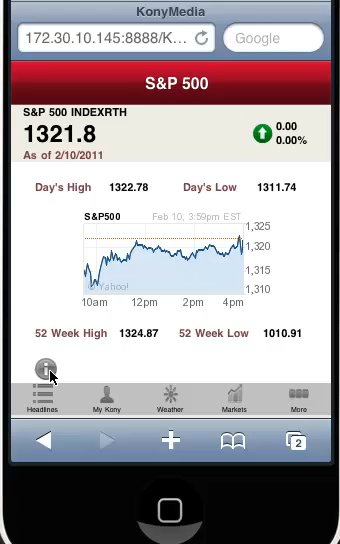 KonyMedia
172.30.10.145:8888/K...
Google
S&P 500
S&P 500 INDEXRTH
1321.8
0.00
0.00%
As of 2/10/2011
Day's High 1322.78 Day's Low 1311.74
S&P500 Feb 10, 3:59pm EST
1,325
1,320
1,315
1,310
© Yahoo!
10am 12pm 2pm 4pm
52 Week High 1324.87 52 Week Low 1010.91
i
Headlines My Kony Weather Markets More
2